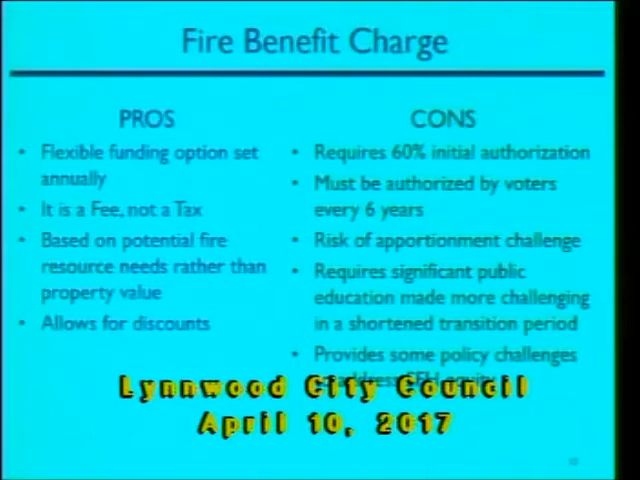 Fire Benefit Charge
PROS
• Flexible funding option set
annually
• It is a Fee, not a Tax
• Based on potential fire
resource needs rather than
property value
• Allows for discounts
CONS
• Requires 60% initial authorization
• Must be authorized by voters
every 6 years
• Risk of apportionment challenge
• Requires significant public
education made more challenging
in a shortened transition period
• Provides some policy challenges
Lynnwood City Council
April 10, 2017